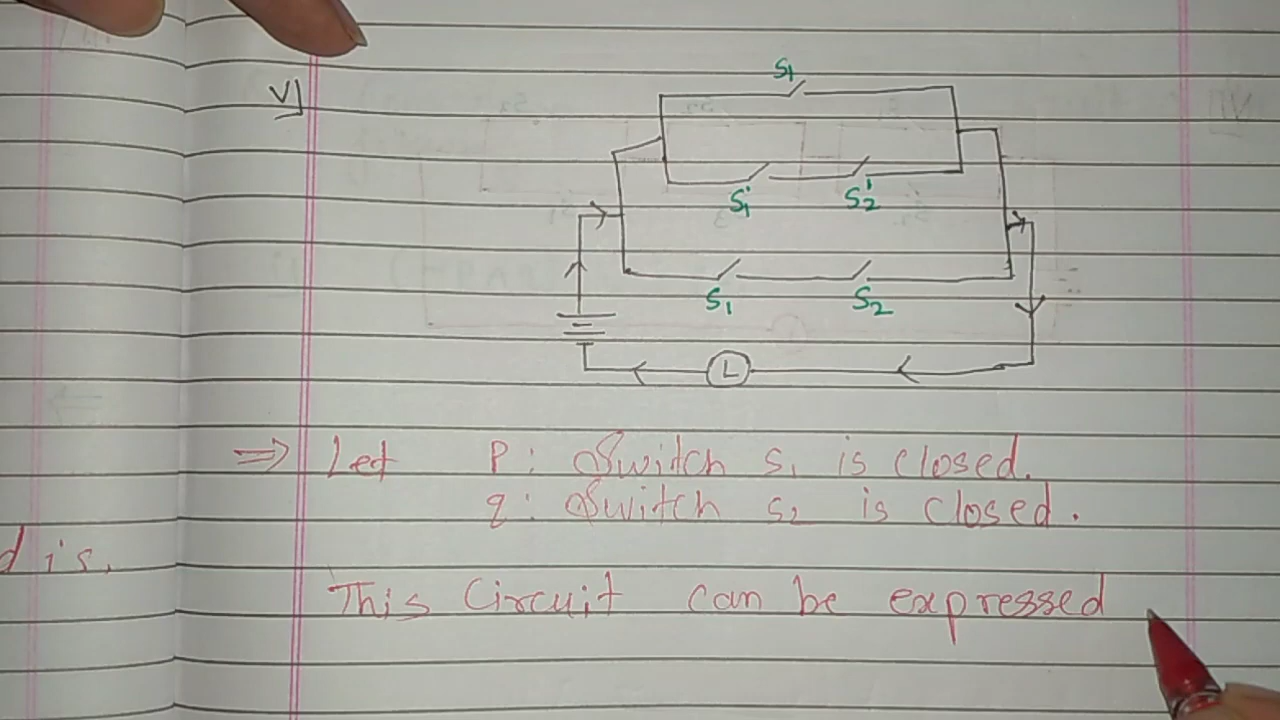 V]
S1
S1' S2'
S1 S2
L
⇒ Let P: Switch S1 is closed.
q: Switch S2 is closed.
d is.
This Circuit can be expressed